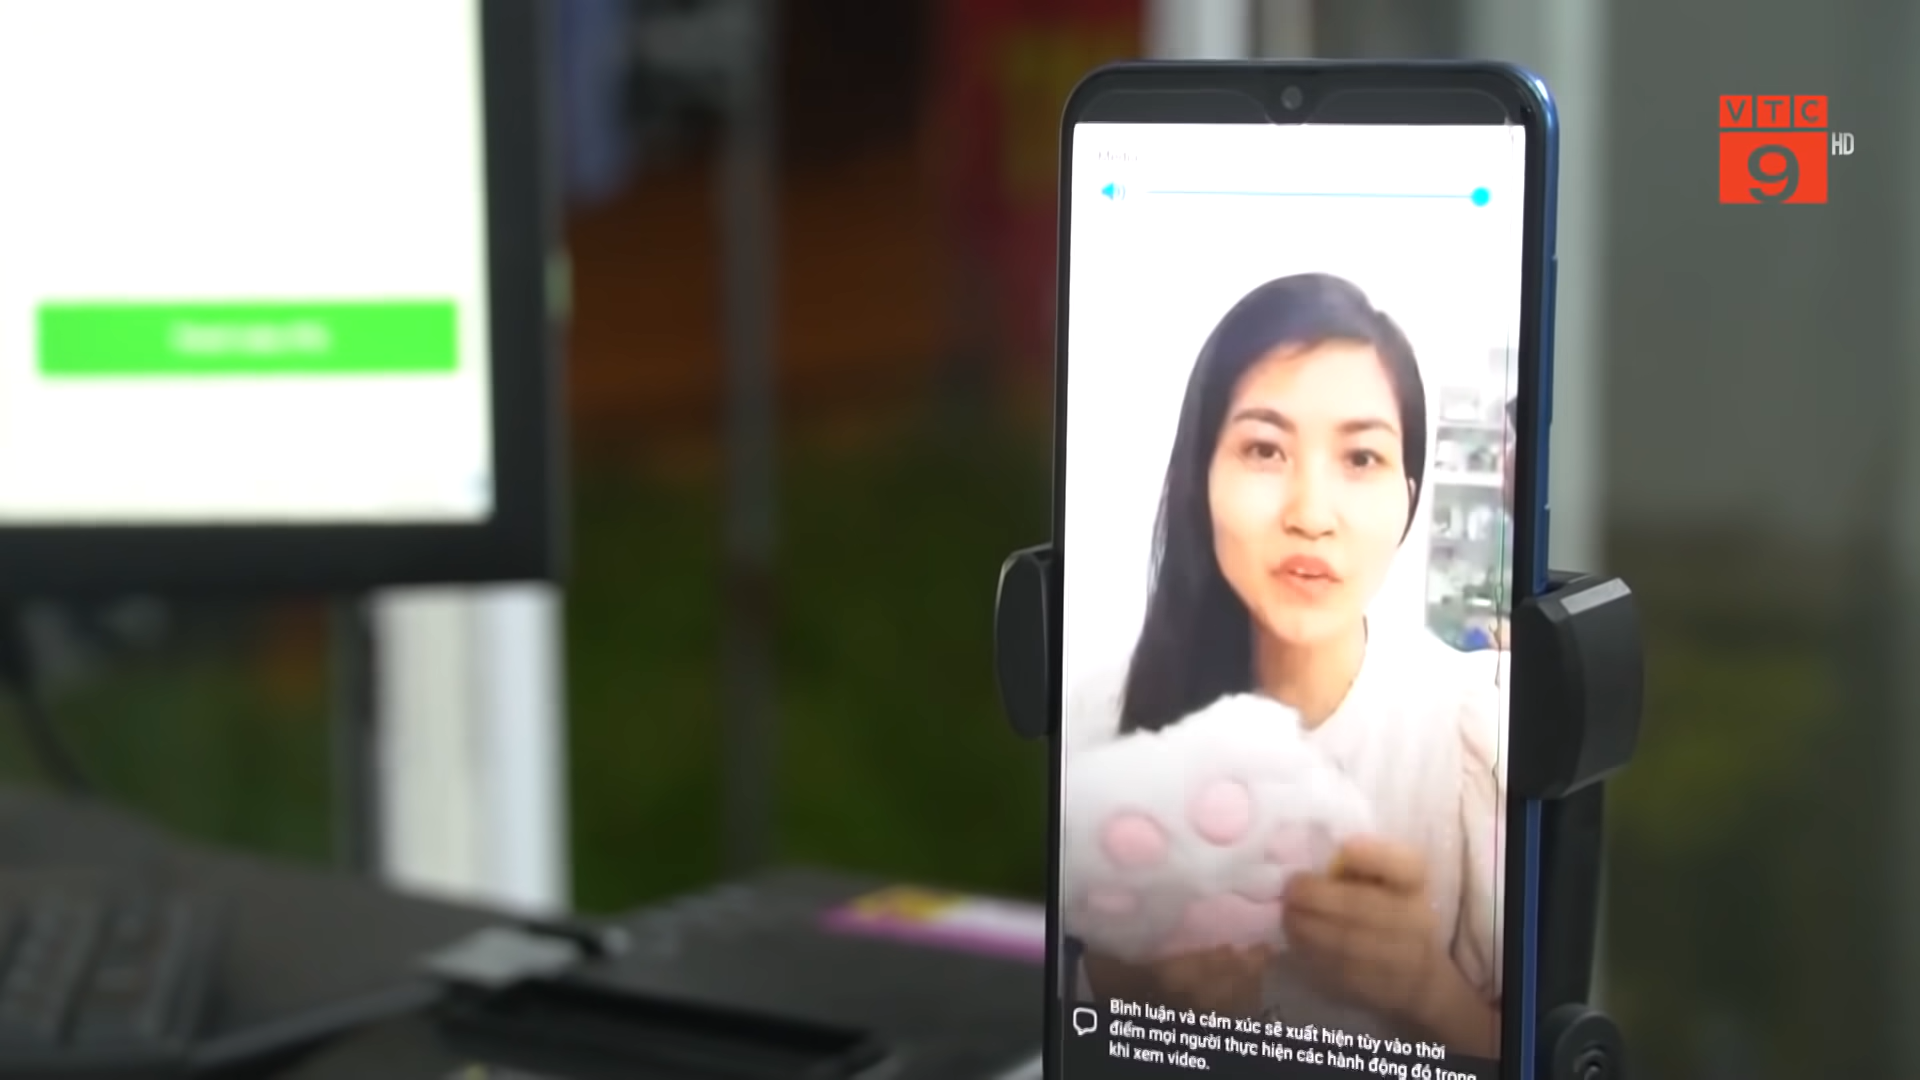 VTC
9
HD
Bình luận và cảm xúc sẽ xuất hiện tùy vào thời
điểm mọi người thực hiện các hành động đó trong
khi xem video.